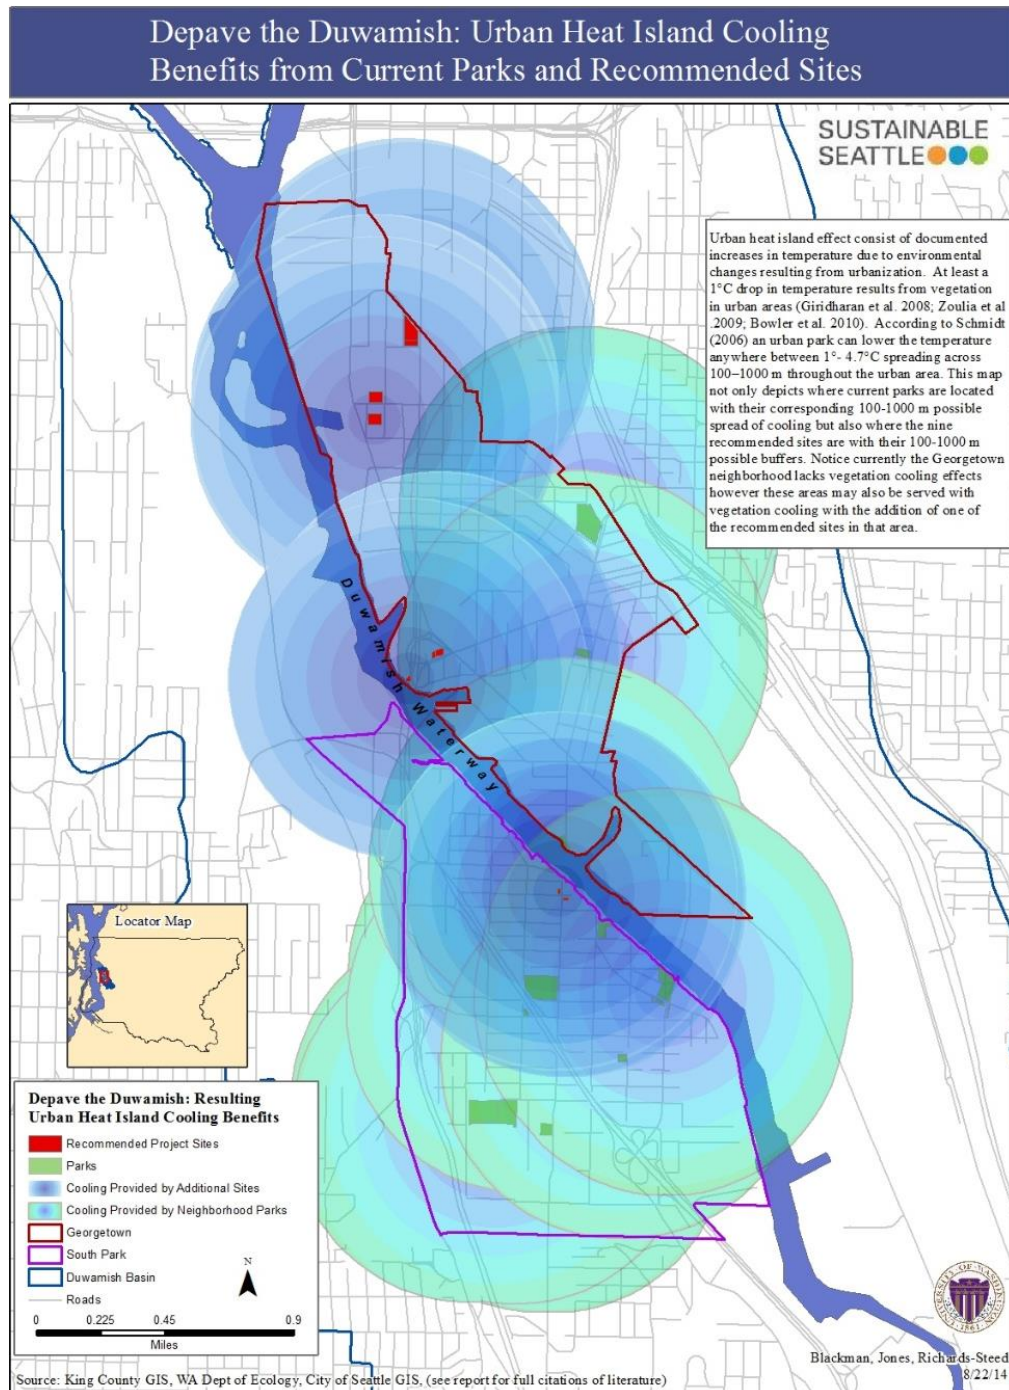 Depave the Duwamish: Urban Heat Island Cooling
Benefits from Current Parks and Recommended Sites
SUSTAINABLE
SEATTLE
Urban heat island effect consist of documented
increases in temperature due to environmental
changes resulting from urbanization. At least a
1°C drop in temperature results from vegetation
in urban areas (Giridharan et al. 2008; Zoulia et al
.2009; Bowler et al. 2010). According to Schmidt
(2006) an urban park can lower the temperature
anywhere between 1°- 4.7°C spreading across
100–1000 m throughout the urban area. This map
not only depicts where current parks are located
with their corresponding 100-1000 m possible
spread of cooling but also where the nine
recommended sites are with their 100-1000 m
possible buffers. Notice currently the Georgetown
neighborhood lacks vegetation cooling effects
however these areas may also be served with
vegetation cooling with the addition of one of
the recommended sites in that area.
Duwamish Waterway
Locator Map
Depave the Duwamish: Resulting
Urban Heat Island Cooling Benefits
Recommended Project Sites
Parks
Cooling Provided by Additional Sites
Cooling Provided by Neighborhood Parks
Georgetown
South Park
Duwamish Basin
Roads
N
0 0.225 0.45 0.9
Miles
Blackman, Jones, Richards-Steed
8/22/14
Source: King County GIS, WA Dept of Ecology, City of Seattle GIS, (see report for full citations of literature)